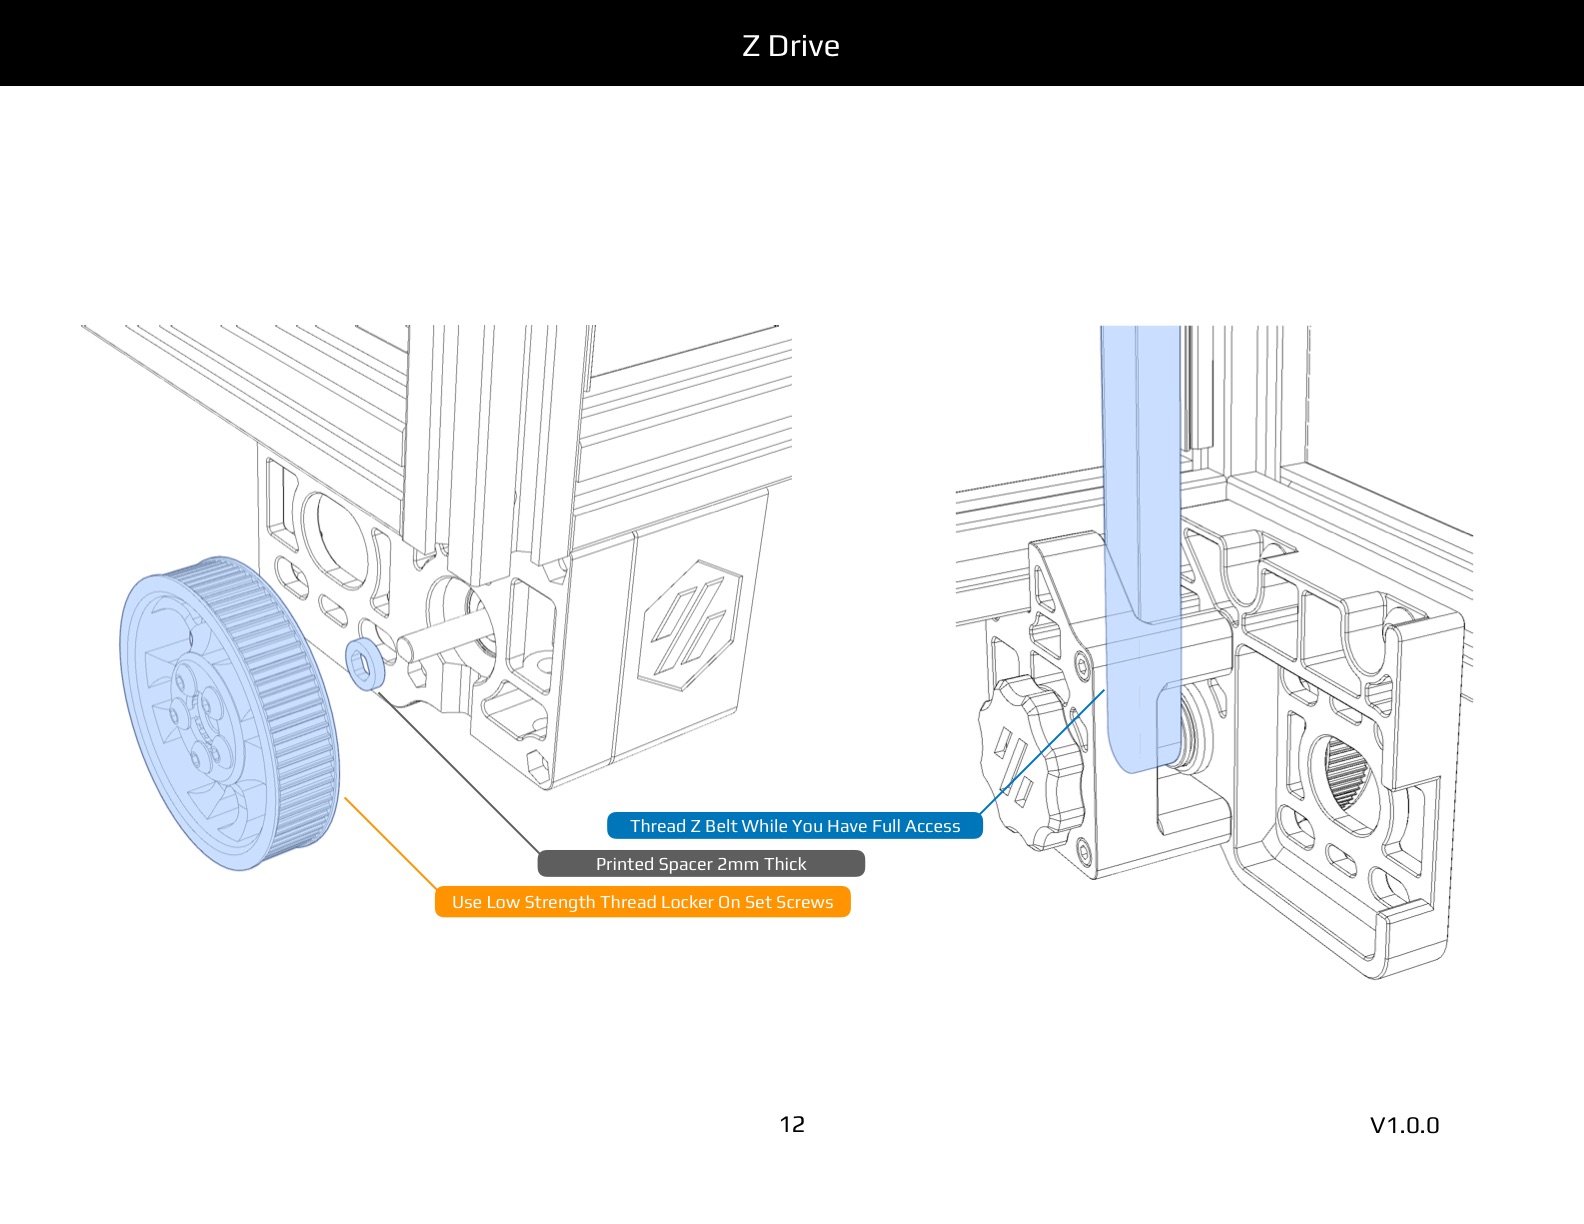 Z Drive
Thread Z Belt While You Have Full Access
Printed Spacer 2mm Thick
Use Low Strength Thread Locker On Set Screws
12
V1.0.0